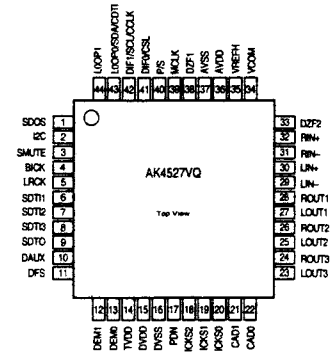 LOOP1
LOOP0/SDA/CDTI
DIF1/SCL/CCLK
DIF0/CSL
P/S
MCLK
DZF1
AVSS
AVDD
VREFH
VCOM
44 43 42 41 40 39 38 37 36 35 34
SDOS 1
I2C 2
SMUTE 3
BICK 4
LRCK 5
SDTI1 6
SDTI2 7
SDTI3 8
SDTO 9
DAUX 10
DFS 11
AK4527VQ
Top View
33 DZF2
32 RIN+
31 RIN-
30 LIN+
29 LIN-
28 ROUT1
27 LOUT1
26 ROUT2
25 LOUT2
24 ROUT3
23 LOUT3
12 13 14 15 16 17 18 19 20 21 22
DEM1
DEM0
TVDD
DVDD
DVSS
PDN
ICKS2
ICKS1
ICKS0
CAD1
CAD0